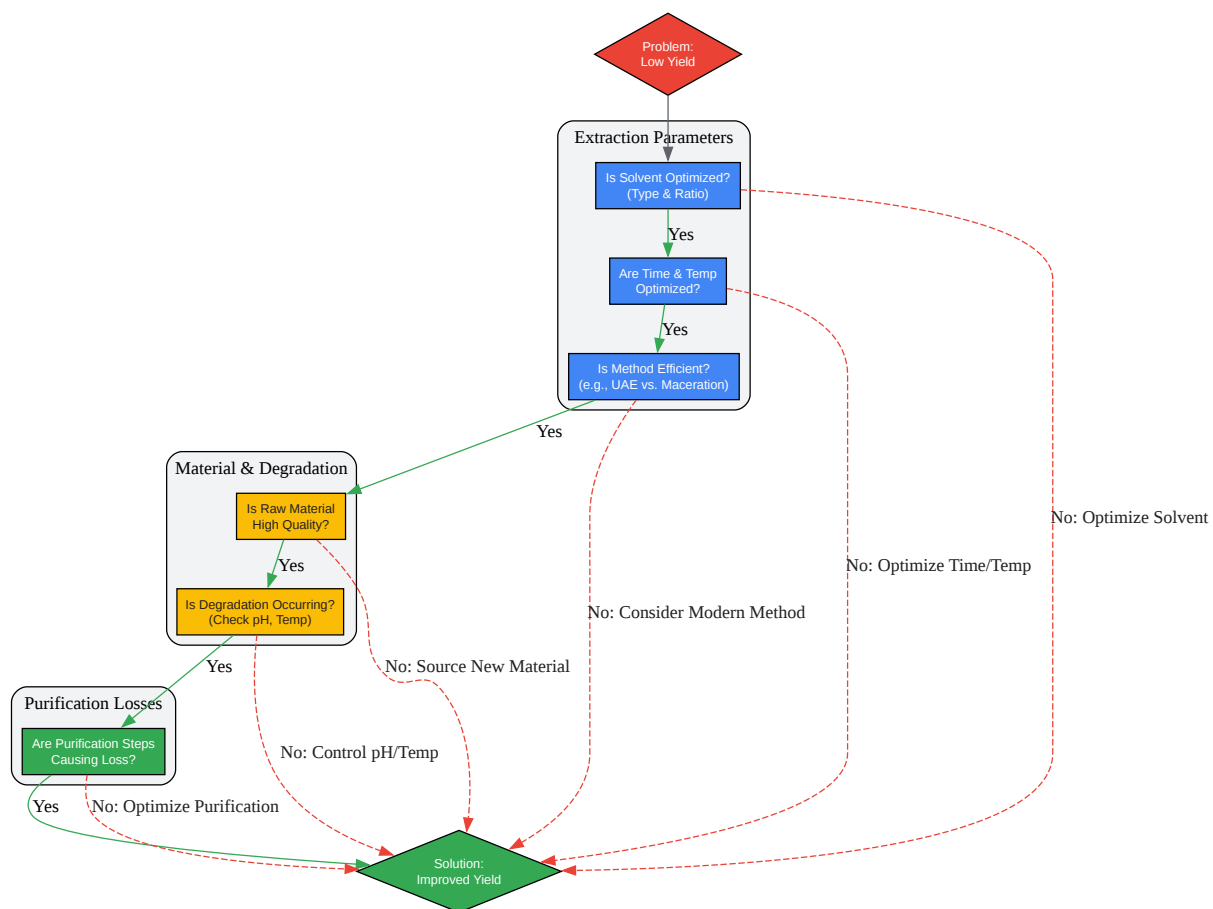 Problem:
Low Yield
Extraction Parameters
Is Solvent Optimized?
(Type & Ratio)
Yes
Are Time & Temp
Optimized?
Yes
Is Method Efficient?
(e.g., UAE vs. Maceration)
Yes
Material & Degradation
Is Raw Material
High Quality?
No: Optimize Solvent
Yes
No: Optimize Time/Temp
Is Degradation Occurring?
(Check pH, Temp)
No: Consider Modern Method
Yes
No: Source New Material
Purification Losses
Are Purification Steps
Causing Loss?
No: Control pH/Temp
Yes
No: Optimize Purification
Solution:
Improved Yield